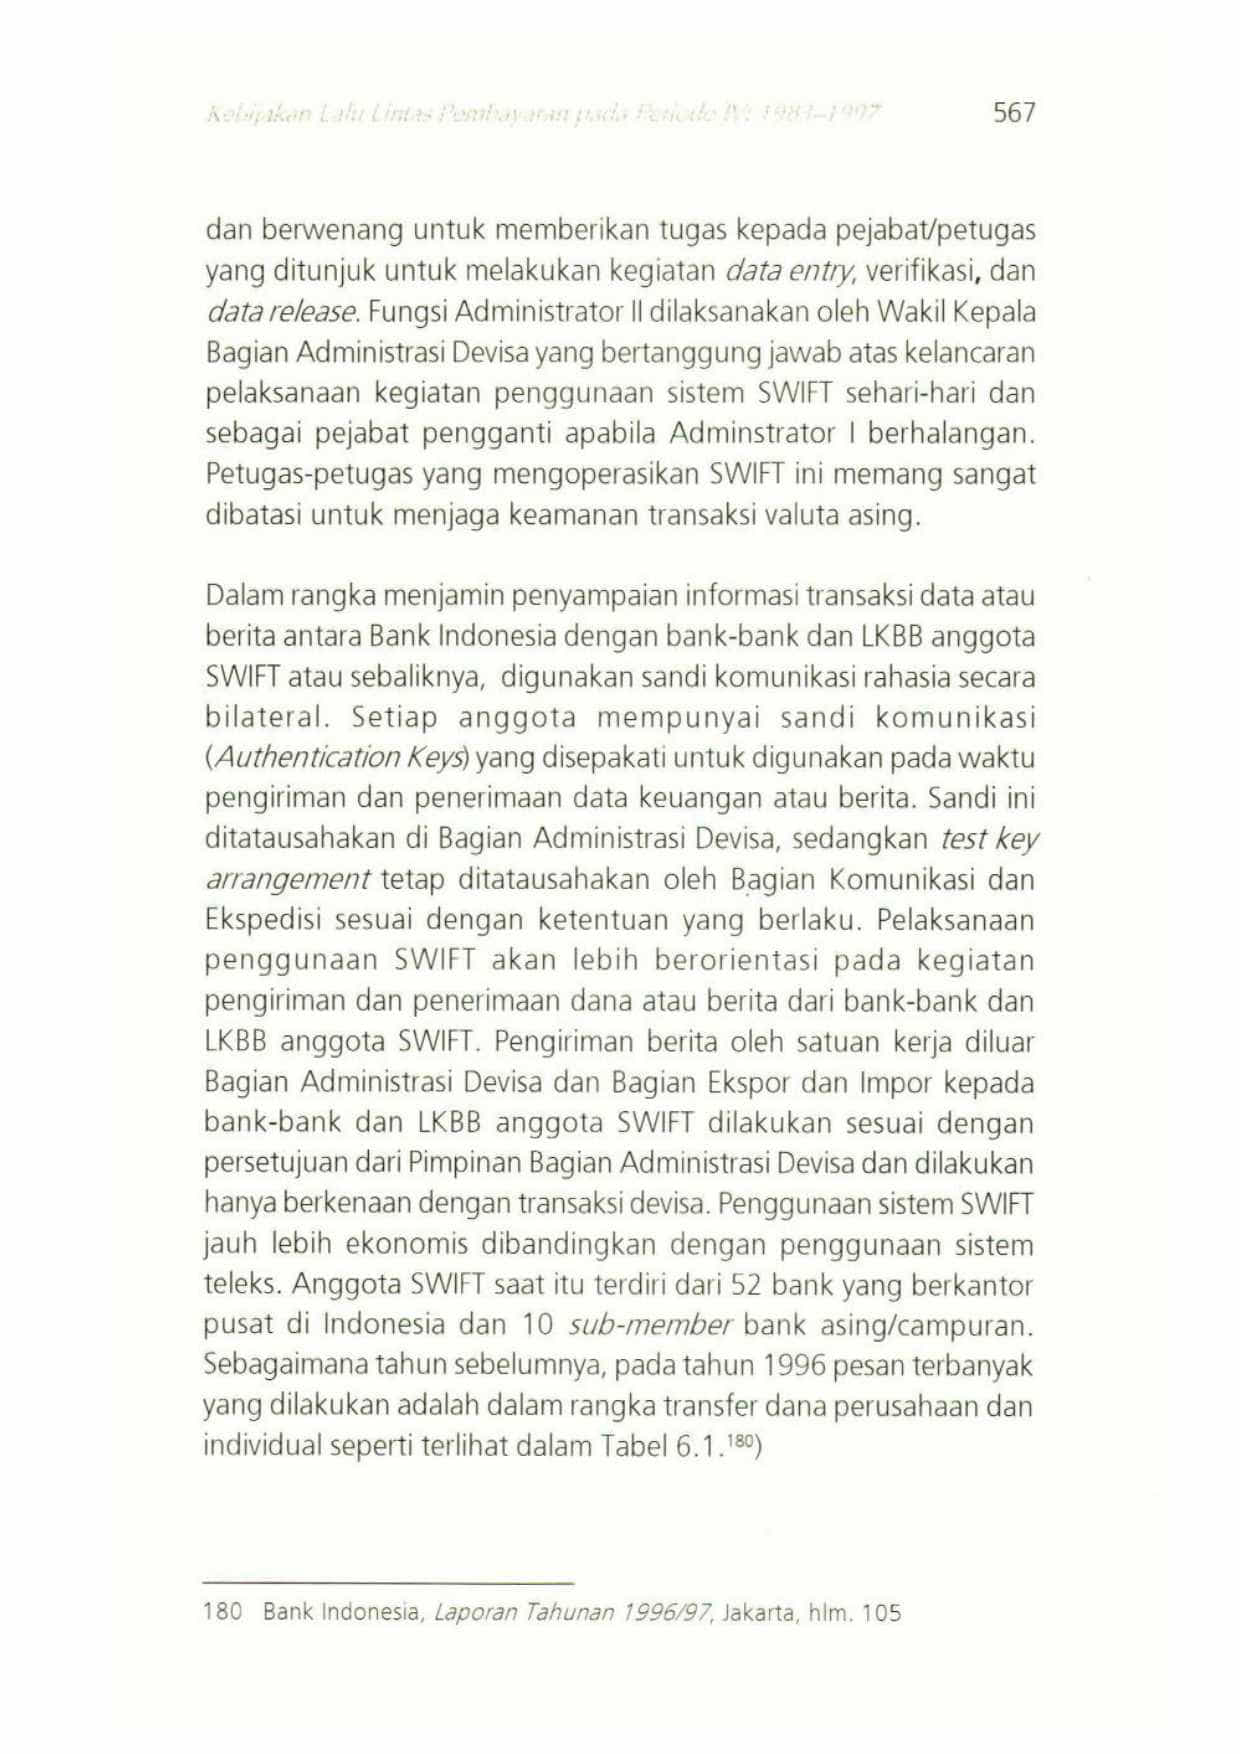 Kebijakan Lalu Lintas Pembayaran pada Periode IV: 1983–1997 567
dan berwenang untuk memberikan tugas kepada pejabat/petugas
yang ditunjuk untuk melakukan kegiatan data entry, verifikasi, dan
data release. Fungsi Administrator II dilaksanakan oleh Wakil Kepala
Bagian Administrasi Devisa yang bertanggung jawab atas kelancaran
pelaksanaan kegiatan penggunaan sistem SWIFT sehari-hari dan
sebagai pejabat pengganti apabila Adminstrator I berhalangan.
Petugas-petugas yang mengoperasikan SWIFT ini memang sangat
dibatasi untuk menjaga keamanan transaksi valuta asing.
Dalam rangka menjamin penyampaian informasi transaksi data atau
berita antara Bank Indonesia dengan bank-bank dan LKBB anggota
SWIFT atau sebaliknya, digunakan sandi komunikasi rahasia secara
bilateral. Setiap anggota mempunyai sandi komunikasi
(Authentication Keys) yang disepakati untuk digunakan pada waktu
pengiriman dan penerimaan data keuangan atau berita. Sandi ini
ditatausahakan di Bagian Administrasi Devisa, sedangkan test key
arrangement tetap ditatausahakan oleh Bagian Komunikasi dan
Ekspedisi sesuai dengan ketentuan yang berlaku. Pelaksanaan
penggunaan SWIFT akan lebih berorientasi pada kegiatan
pengiriman dan penerimaan dana atau berita dari bank-bank dan
LKBB anggota SWIFT. Pengiriman berita oleh satuan kerja diluar
Bagian Administrasi Devisa dan Bagian Ekspor dan Impor kepada
bank-bank dan LKBB anggota SWIFT dilakukan sesuai dengan
persetujuan dari Pimpinan Bagian Administrasi Devisa dan dilakukan
hanya berkenaan dengan transaksi devisa. Penggunaan sistem SWIFT
jauh lebih ekonomis dibandingkan dengan penggunaan sistem
teleks. Anggota SWIFT saat itu terdiri dari 52 bank yang berkantor
pusat di Indonesia dan 10 sub-member bank asing/campuran.
Sebagaimana tahun sebelumnya, pada tahun 1996 pesan terbanyak
yang dilakukan adalah dalam rangka transfer dana perusahaan dan
individual seperti terlihat dalam Tabel 6.1.¹⁸⁰)
180 Bank Indonesia, Laporan Tahunan 1996/97, Jakarta, hlm. 105